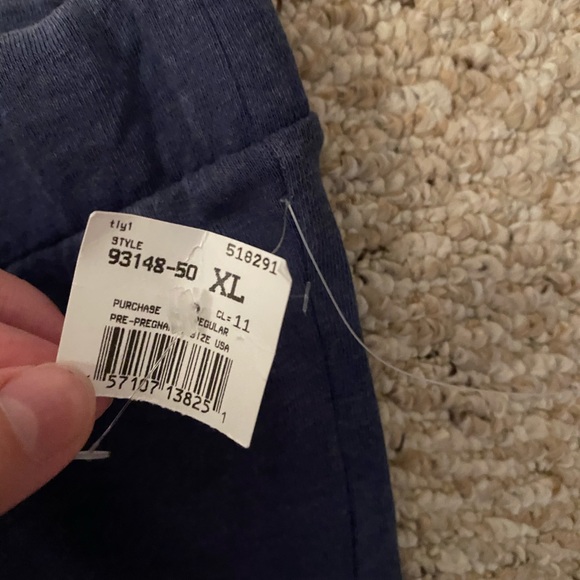 tly1
STYLE 518291
93148-50 XL
PURCHASE CL= 11
REGULAR
PRE-PREGNA SIZE USA
57107 13825 1